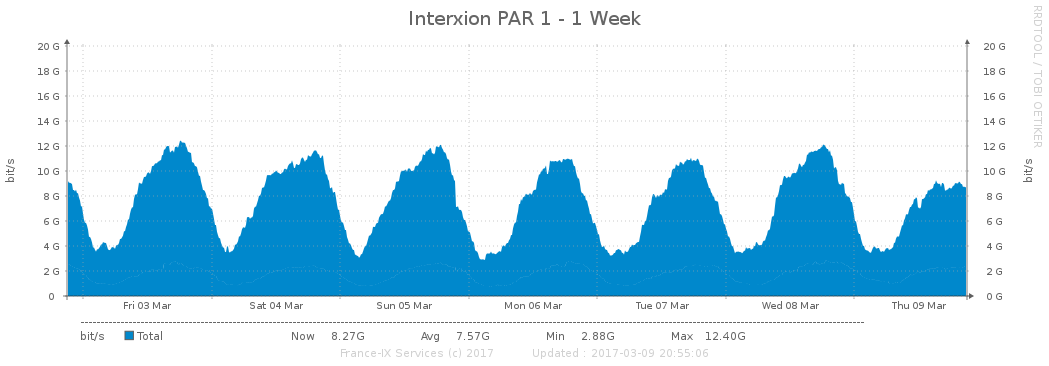 Interxion PAR 1 - 1 Week
RRDTOOL / TOBI OETIKER
bit/s
bit/s
20 G 20 G
18 G 18 G
16 G 16 G
14 G 14 G
12 G 12 G
10 G 10 G
8 G 8 G
6 G 6 G
4 G 4 G
2 G 2 G
0 0 G
Fri 03 Mar Sat 04 Mar Sun 05 Mar Mon 06 Mar Tue 07 Mar Wed 08 Mar Thu 09 Mar
bit/s Total Now 8.27G Avg 7.57G Min 2.88G Max 12.40G
France-IX Services (c) 2017 Updated : 2017-03-09 20:55:06